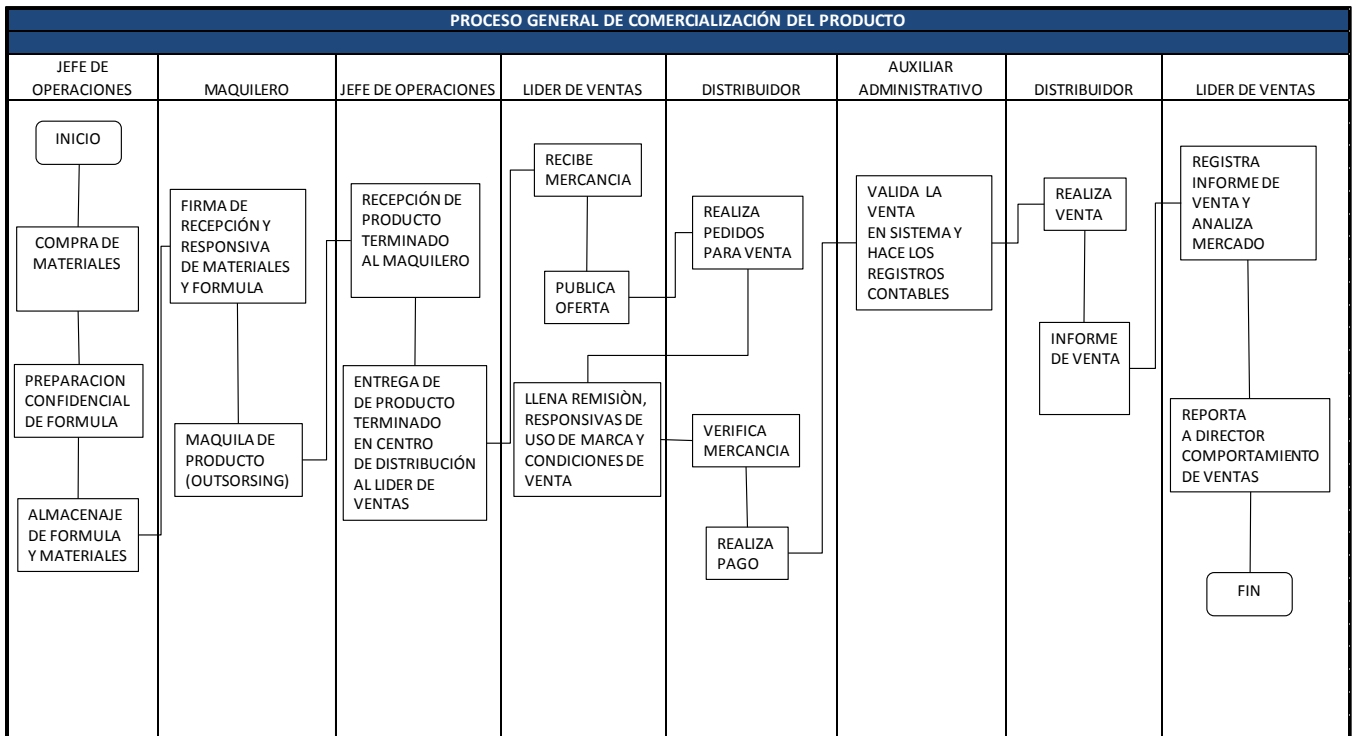 PROCESO GENERAL DE COMERCIALIZACIÓN DEL PRODUCTO
JEFE DE
OPERACIONES
MAQUILERO
JEFE DE OPERACIONES
LIDER DE VENTAS
DISTRIBUIDOR
AUXILIAR
ADMINISTRATIVO
DISTRIBUIDOR
LIDER DE VENTAS
INICIO
COMPRA DE
MATERIALES
PREPARACION
CONFIDENCIAL
DE FORMULA
ALMACENAJE
DE FORMULA
Y MATERIALES
FIRMA DE
RECEPCIÓN Y
RESPONSIVA
DE MATERIALES
Y FORMULA
MAQUILA DE
PRODUCTO
(OUTSORSING)
RECEPCIÓN DE
PRODUCTO
TERMINADO
AL MAQUILERO
ENTREGA DE
DE PRODUCTO
TERMINADO
EN CENTRO
DE DISTRIBUCIÓN
AL LIDER DE
VENTAS
RECIBE
MERCANCIA
PUBLICA
OFERTA
LLENA REMISIÒN,
RESPONSIVAS DE
USO DE MARCA Y
CONDICIONES DE
VENTA
REALIZA
PEDIDOS
PARA VENTA
VERIFICA
MERCANCIA
REALIZA
PAGO
VALIDA LA
VENTA
EN SISTEMA Y
HACE LOS
REGISTROS
CONTABLES
REALIZA
VENTA
INFORME
DE VENTA
REGISTRA
INFORME DE
VENTA Y
ANALIZA
MERCADO
REPORTA
A DIRECTOR
COMPORTAMIENTO
DE VENTAS
FIN